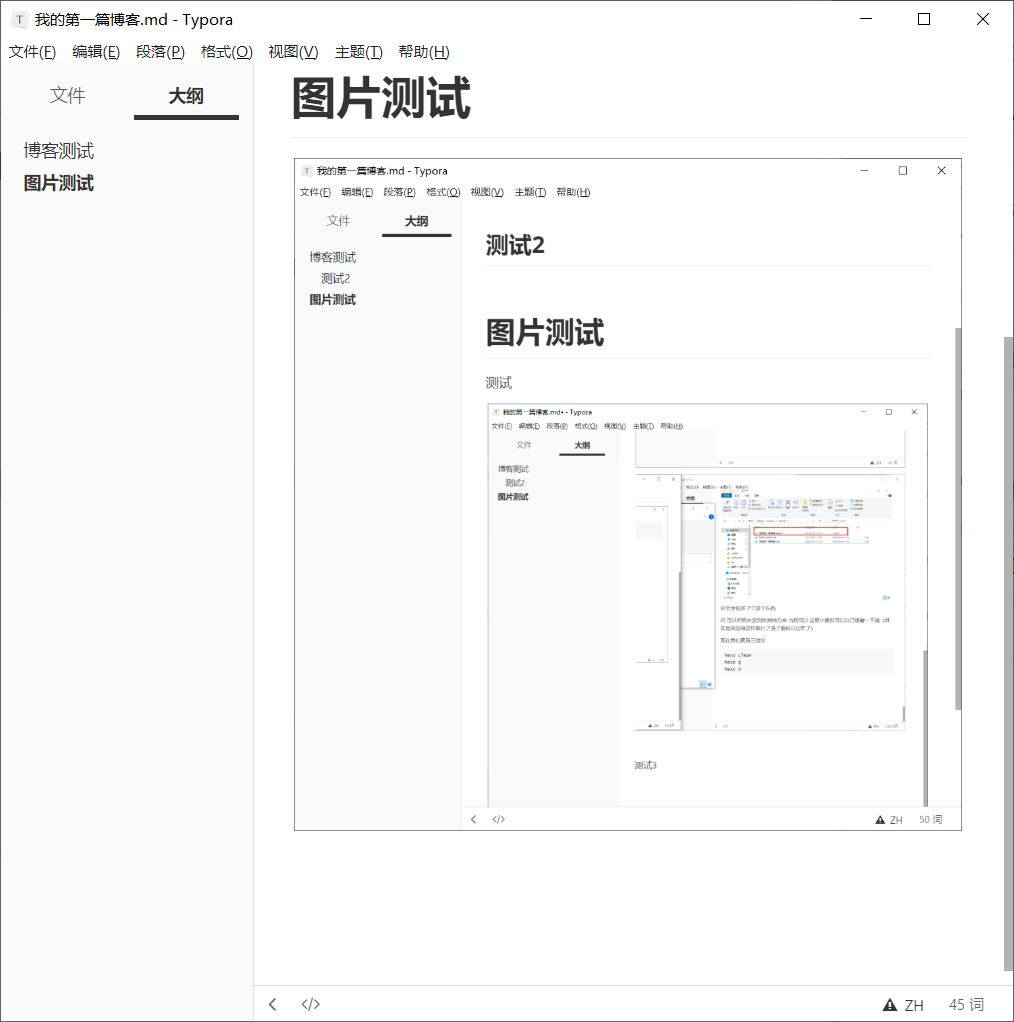 我的第一篇博客.md - Typora
文件(F) 编辑(E) 段落(P) 格式(O) 视图(V) 主题(T) 帮助(H)
文件 大纲
博客测试
图片测试
图片测试
我的第一篇博客.md - Typora
文件(F) 编辑(E) 段落(P) 格式(O) 视图(V) 主题(T) 帮助(H)
文件 大纲
博客测试
测试2
图片测试
测试2
图片测试
测试
我的第一篇博客.md• - Typora
文件(F) 编辑(E) 段落(P) 格式(O) 视图(V) 主题(T) 帮助(H)
文件 大纲
博客测试
测试2
图片测试
hexo clean
hexo g
hexo d
测试3
</> ZH 50 词
</> ZH 45 词